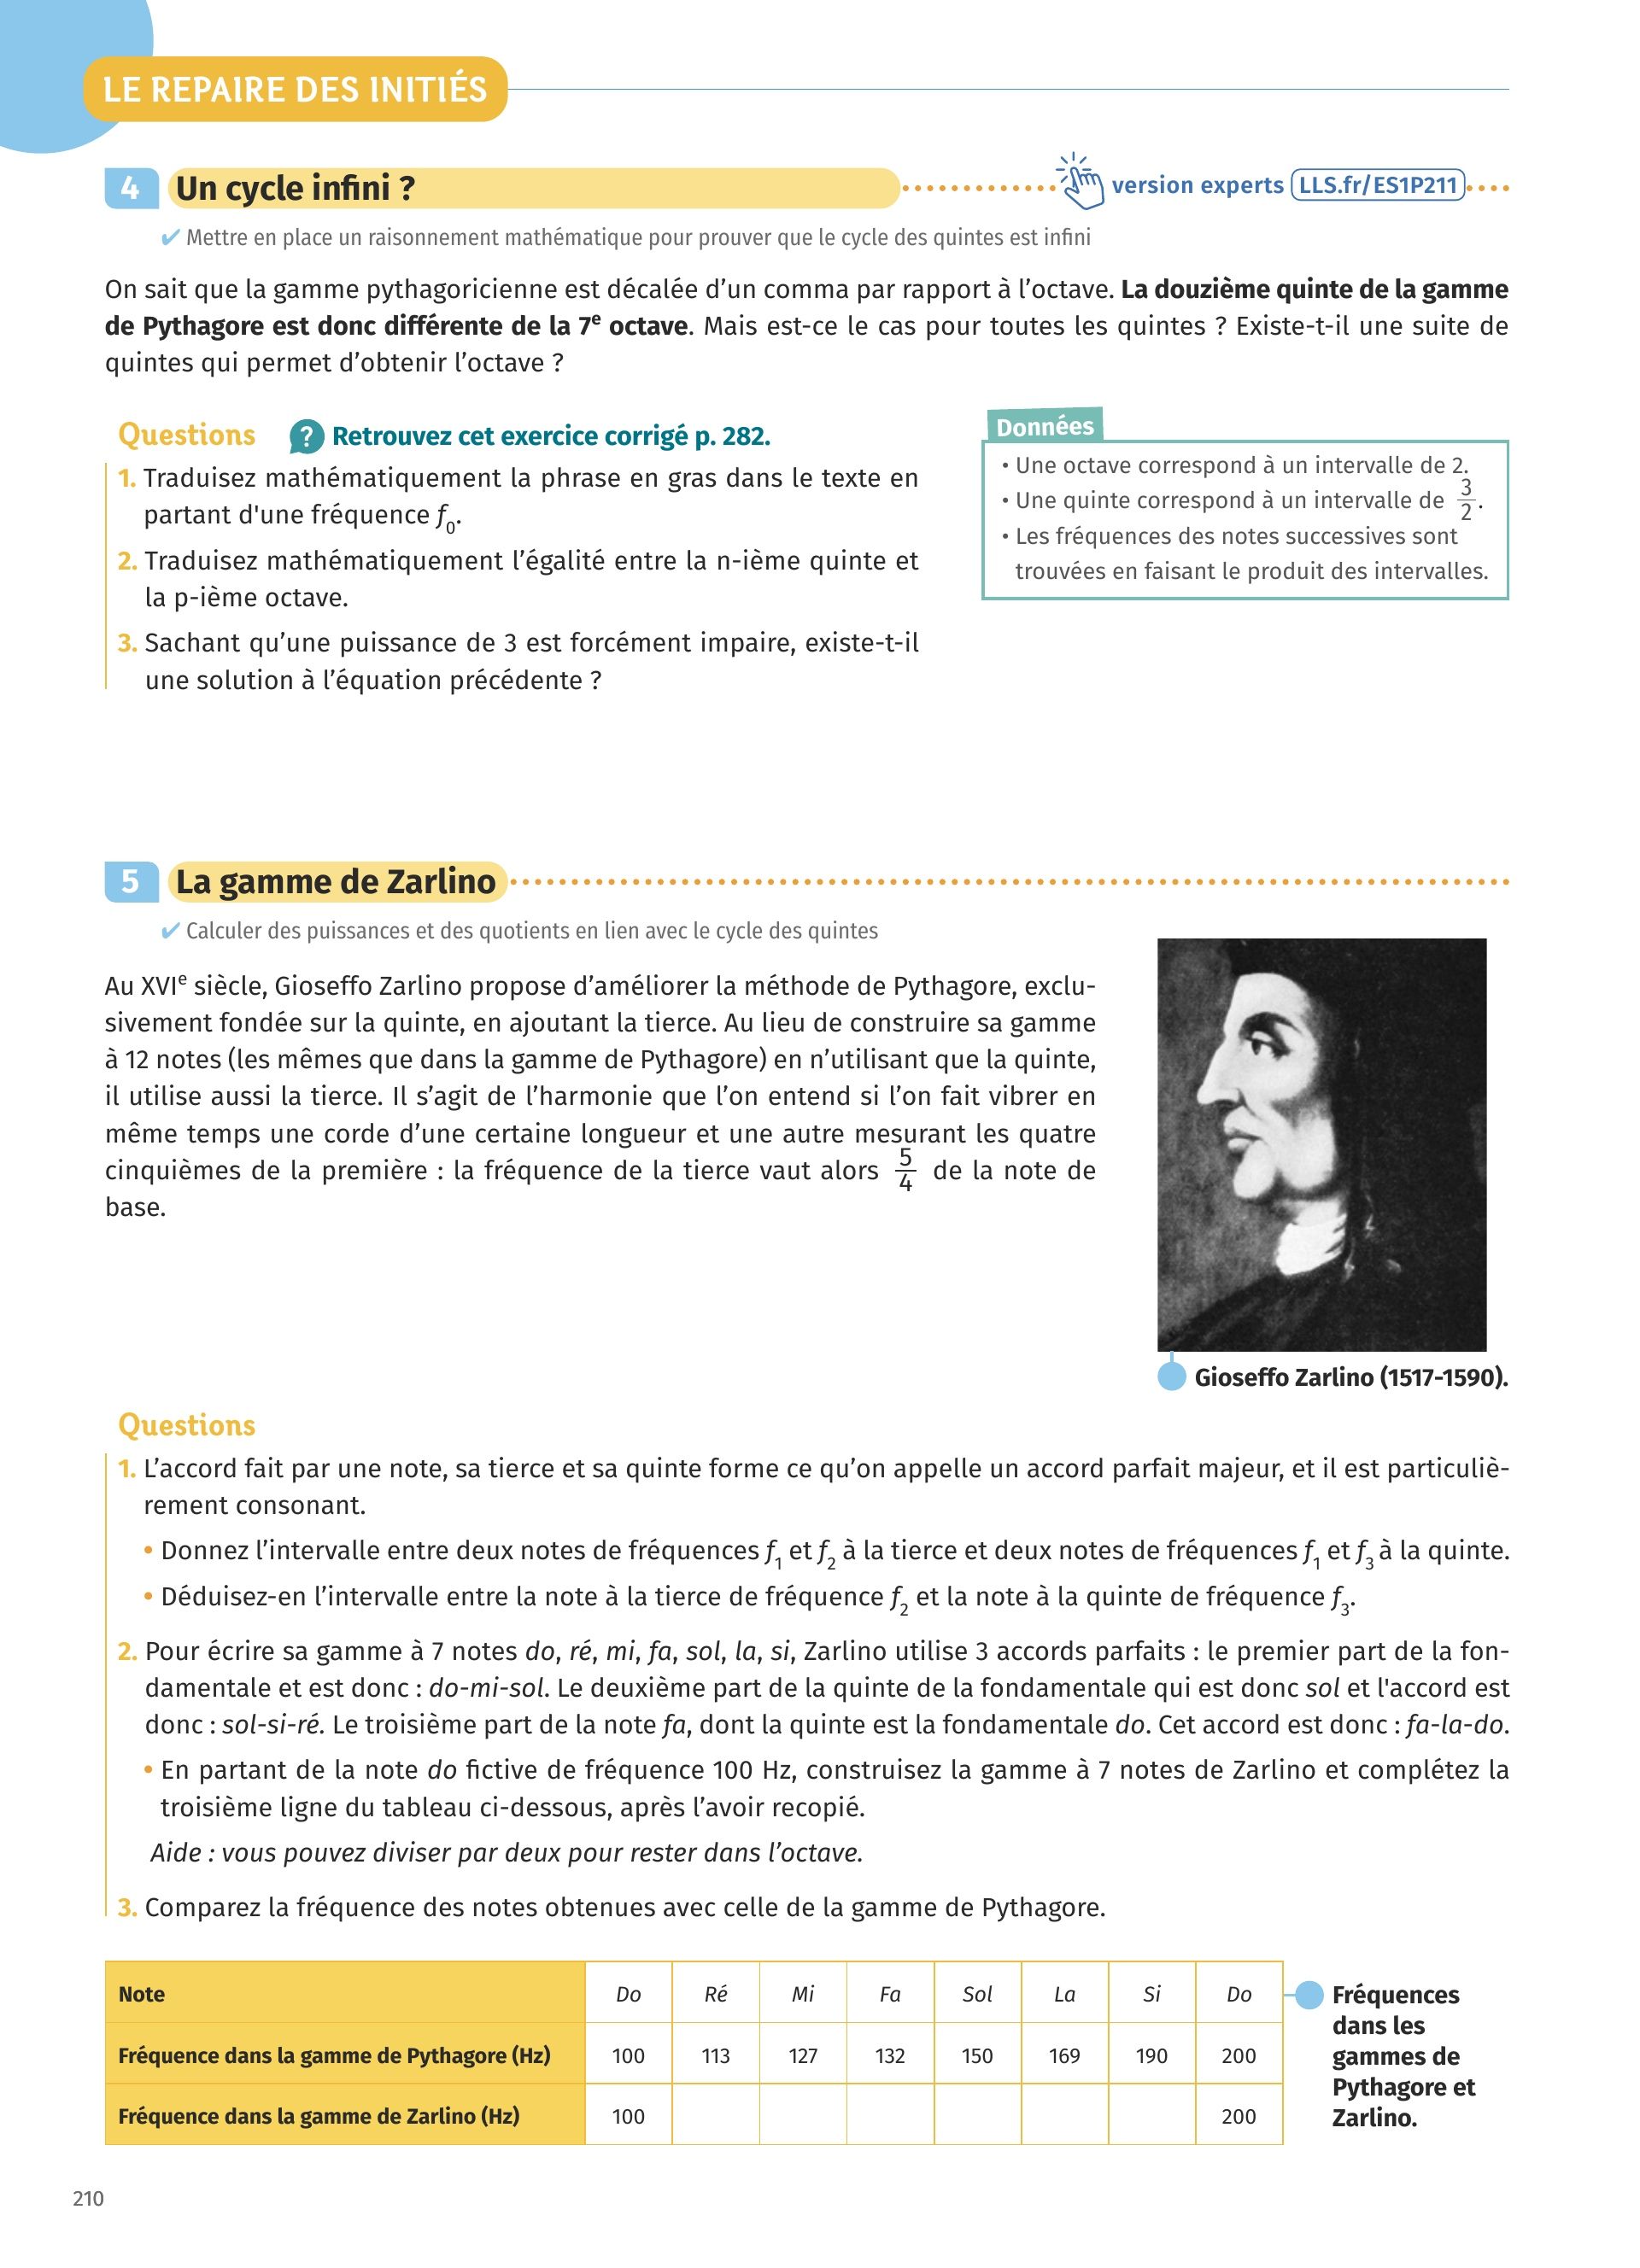 LE REPAIRE DES INITIÉS
4 Un cycle infini ?
version experts LLS.fr/ES1P211
✔ Mettre en place un raisonnement mathématique pour prouver que le cycle des quintes est infini
On sait que la gamme pythagoricienne est décalée d’un comma par rapport à l’octave. La douzième quinte de la gamme
de Pythagore est donc différente de la 7e octave. Mais est-ce le cas pour toutes les quintes ? Existe-t-il une suite de
quintes qui permet d’obtenir l’octave ?
Questions
? Retrouvez cet exercice corrigé p. 282.
1. Traduisez mathématiquement la phrase en gras dans le texte en
partant d'une fréquence f0.
2. Traduisez mathématiquement l’égalité entre la n-ième quinte et
la p-ième octave.
3. Sachant qu’une puissance de 3 est forcément impaire, existe-t-il
une solution à l’équation précédente ?
Données
• Une octave correspond à un intervalle de 2.
• Une quinte correspond à un intervalle de 3/2.
• Les fréquences des notes successives sont
trouvées en faisant le produit des intervalles.
5 La gamme de Zarlino
✔ Calculer des puissances et des quotients en lien avec le cycle des quintes
Au XVIe siècle, Gioseffo Zarlino propose d’améliorer la méthode de Pythagore, exclu-
sivement fondée sur la quinte, en ajoutant la tierce. Au lieu de construire sa gamme
à 12 notes (les mêmes que dans la gamme de Pythagore) en n’utilisant que la quinte,
il utilise aussi la tierce. Il s’agit de l’harmonie que l’on entend si l’on fait vibrer en
même temps une corde d’une certaine longueur et une autre mesurant les quatre
cinquièmes de la première : la fréquence de la tierce vaut alors 5/4 de la note de
base.
Gioseffo Zarlino (1517-1590).
Questions
1. L’accord fait par une note, sa tierce et sa quinte forme ce qu’on appelle un accord parfait majeur, et il est particuliè-
rement consonant.
• Donnez l’intervalle entre deux notes de fréquences f1 et f2 à la tierce et deux notes de fréquences f1 et f3 à la quinte.
• Déduisez-en l’intervalle entre la note à la tierce de fréquence f2 et la note à la quinte de fréquence f3.
2. Pour écrire sa gamme à 7 notes do, ré, mi, fa, sol, la, si, Zarlino utilise 3 accords parfaits : le premier part de la fon-
damentale et est donc : do-mi-sol. Le deuxième part de la quinte de la fondamentale qui est donc sol et l'accord est
donc : sol-si-ré. Le troisième part de la note fa, dont la quinte est la fondamentale do. Cet accord est donc : fa-la-do.
• En partant de la note do fictive de fréquence 100 Hz, construisez la gamme à 7 notes de Zarlino et complétez la
troisième ligne du tableau ci-dessous, après l’avoir recopié.
Aide : vous pouvez diviser par deux pour rester dans l’octave.
3. Comparez la fréquence des notes obtenues avec celle de la gamme de Pythagore.
Note Do Ré Mi Fa Sol La Si Do
Fréquence dans la gamme de Pythagore (Hz) 100 113 127 132 150 169 190 200
Fréquence dans la gamme de Zarlino (Hz) 100 200
Fréquences
dans les
gammes de
Pythagore et
Zarlino.
210